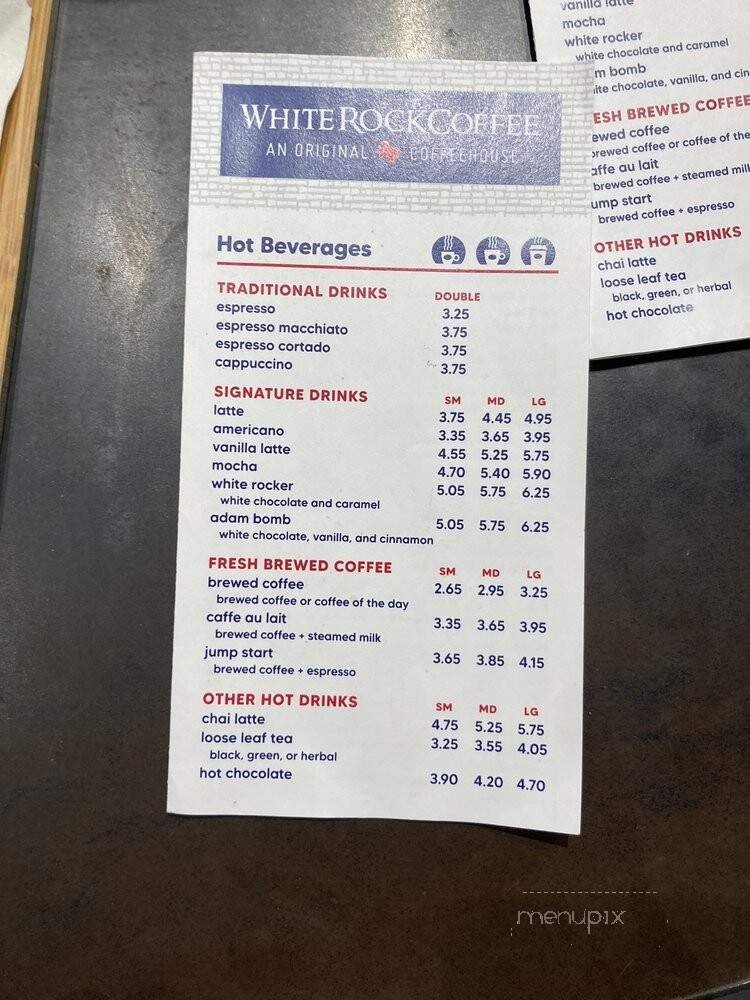 WHITE ROCK COFFEE
AN ORIGINAL COFFEEHOUSE
Hot Beverages
TRADITIONAL DRINKS DOUBLE
espresso 3.25
espresso macchiato 3.75
espresso cortado 3.75
cappuccino 3.75
SIGNATURE DRINKS SM MD LG
latte 3.75 4.45 4.95
americano 3.35 3.65 3.95
vanilla latte 4.55 5.25 5.75
mocha 4.70 5.40 5.90
white rocker 5.05 5.75 6.25
white chocolate and caramel
adam bomb 5.05 5.75 6.25
white chocolate, vanilla, and cinnamon
FRESH BREWED COFFEE SM MD LG
brewed coffee 2.65 2.95 3.25
brewed coffee or coffee of the day
caffe au lait 3.35 3.65 3.95
brewed coffee + steamed milk
jump start 3.65 3.85 4.15
brewed coffee + espresso
OTHER HOT DRINKS SM MD LG
chai latte 4.75 5.25 5.75
loose leaf tea 3.25 3.55 4.05
black, green, or herbal
hot chocolate 3.90 4.20 4.70
vanilla latte
mocha
white rocker
white chocolate and caramel
am bomb
ite chocolate, vanilla, and cin
ESH BREWED COFFEE
ewed coffee
brewed coffee or coffee of the
affe au lait
brewed coffee + steamed mil
ump start
brewed coffee + espresso
OTHER HOT DRINKS
chai latte
loose leaf tea
black, green, or herbal
hot chocolate
menupix